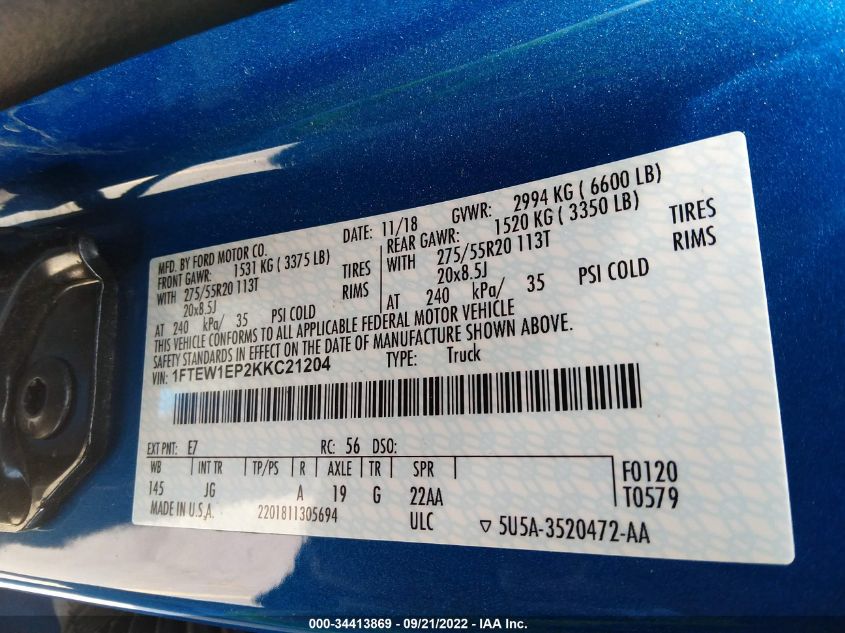 MFD. BY FORD MOTOR CO. DATE: 11/18 GVWR: 2994 KG ( 6600 LB)
FRONT GAWR: 1531 KG ( 3375 LB) REAR GAWR: 1520 KG ( 3350 LB)
WITH 275/55R20 113T TIRES WITH 275/55R20 113T TIRES
20x8.5J RIMS 20x8.5J RIMS
AT 240 kPa/ 35 PSI COLD AT 240 kPa/ 35 PSI COLD
THIS VEHICLE CONFORMS TO ALL APPLICABLE FEDERAL MOTOR VEHICLE
SAFETY STANDARDS IN EFFECT ON THE DATE OF MANUFACTURE SHOWN ABOVE.
VIN: 1FTEW1EP2KKC21204 TYPE: Truck
EXT PNT: E7 RC: 56 DSO:
WB INT TR TP/PS R AXLE TR SPR F0120
145 JG A 19 G 22AA T0579
MADE IN U.S.A. 2201811305694 ULC ▽ 5U5A-3520472-AA
000-34413869 - 09/21/2022 - IAA Inc.